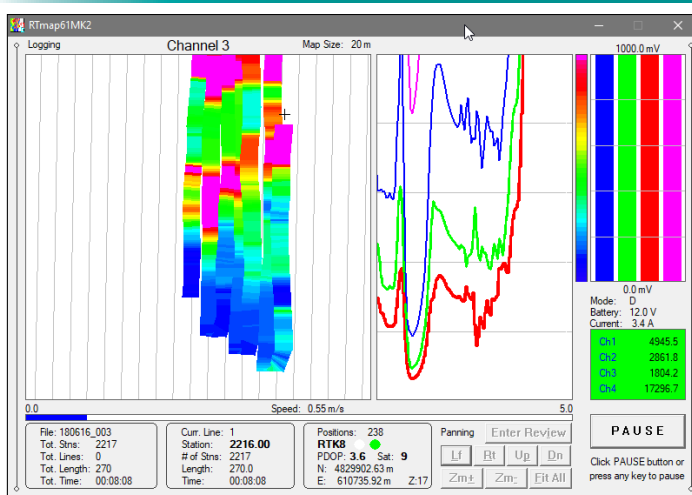 RTmap61MK2
Logging
Channel 3
Map Size: 20 m
1000.0 mV
0.0 mV
Mode: D
Battery: 12.0 V
Current: 3.4 A
Ch1 4945.5
Ch2 2861.8
Ch3 1804.2
Ch4 17296.7
0.0
Speed: 0.55 m/s
5.0
File: 180616_003
Tot. Stns: 2217
Tot. Lines: 0
Tot. Length: 270
Tot. Time: 00:08:08
Curr. Line: 1
Station: 2216.00
# of Stns: 2217
Length: 270.0
Time: 00:08:08
Positions: 238
RTK8
PDOP: 3.6 Sat: 9
N: 4829902.63 m
E: 610735.92 m Z:17
Panning
Enter Review
Lf Rt Up Dn
Zm+ Zm- Fit All
PAUSE
Click PAUSE button or
press any key to pause